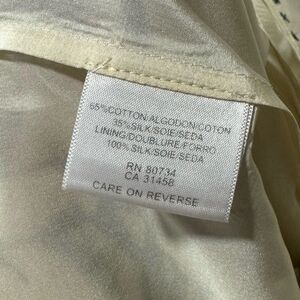 65%COTTON/ALGODON/COTON
35%SILK/SOIE/SEDA
LINING/DOUBLURE/FORRO
100%SILK/SOIE/SEDA
RN 80734
CA 31458
CARE ON REVERSE